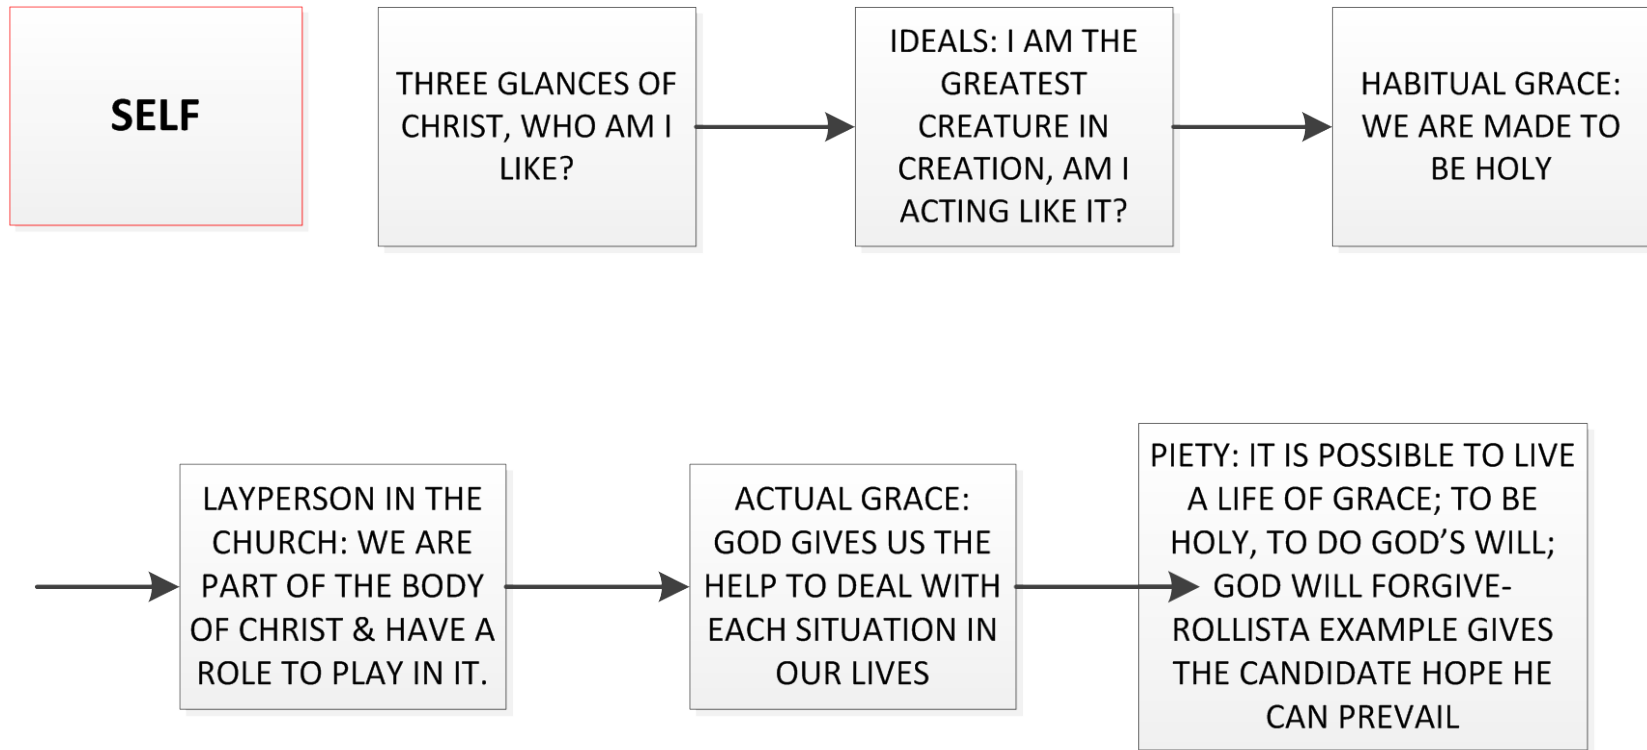 SELF
THREE GLANCES OF
CHRIST, WHO AM I
LIKE?
IDEALS: I AM THE
GREATEST
CREATURE IN
CREATION, AM I
ACTING LIKE IT?
HABITUAL GRACE:
WE ARE MADE TO
BE HOLY
LAYPERSON IN THE
CHURCH: WE ARE
PART OF THE BODY
OF CHRIST & HAVE A
ROLE TO PLAY IN IT.
ACTUAL GRACE:
GOD GIVES US THE
HELP TO DEAL WITH
EACH SITUATION IN
OUR LIVES
PIETY: IT IS POSSIBLE TO LIVE
A LIFE OF GRACE; TO BE
HOLY, TO DO GOD’S WILL;
GOD WILL FORGIVE-
ROLLISTA EXAMPLE GIVES
THE CANDIDATE HOPE HE
CAN PREVAIL